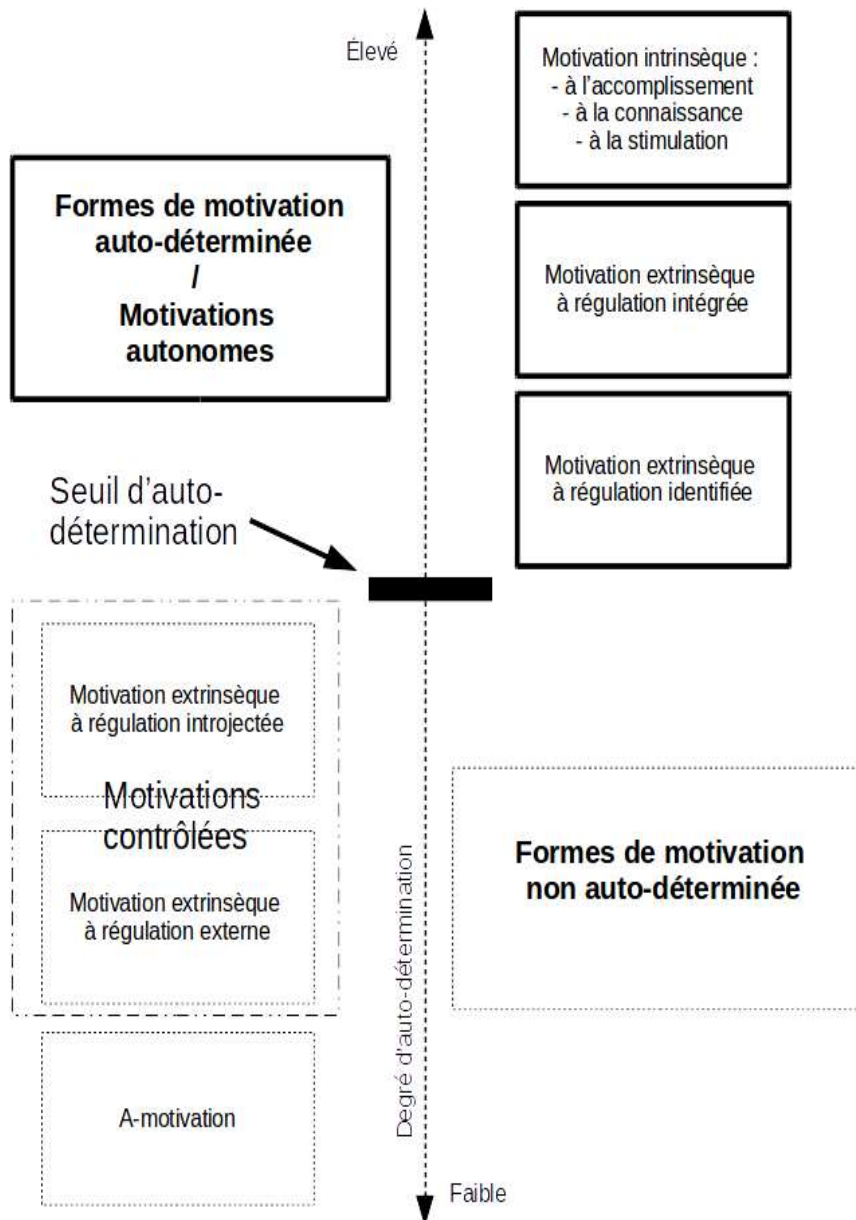 Élevé
Motivation intrinsèque :
- à l'accomplissement
- à la connaissance
- à la stimulation
Formes de motivation
auto-déterminée
/
Motivations
autonomes
Motivation extrinsèque
à régulation intégrée
Motivation extrinsèque
à régulation identifiée
Seuil d'auto-
détermination
Motivation extrinsèque
à régulation introjectée
Motivations
contrôlées
Motivation extrinsèque
à régulation externe
Formes de motivation
non auto-déterminée
Degré d'auto-détermination
A-motivation
Faible